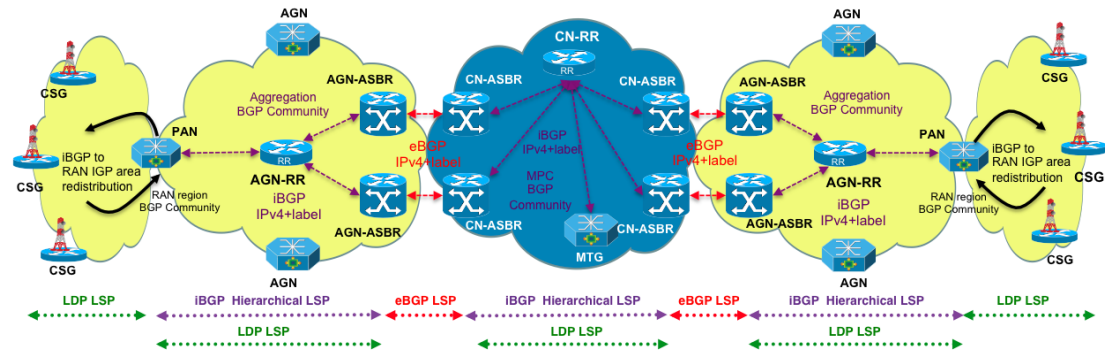 AGN
CN-RR
AGN
RR
CSG
AGN-ASBR
CN-ASBR
CN-ASBR
AGN-ASBR
CSG
Aggregation
BGP Community
Aggregation
BGP Community
PAN
PAN
CSG
iBGP to
RAN IGP area
redistribution
RR
AGN-RR
eBGP
IPv4+label
iBGP
IPv4+label
eBGP
IPv4+label
RR
AGN-RR
iBGP to
RAN IGP area
redistribution
CSG
RAN region
BGP Community
iBGP
IPv4+label
MPC
BGP
Community
iBGP
IPv4+label
RAN region
BGP Community
CN-ASBR
CN-ASBR
AGN-ASBR
AGN-ASBR
CSG
AGN
MTG
AGN
CSG
LDP LSP
iBGP Hierarchical LSP
eBGP LSP
iBGP Hierarchical LSP
eBGP LSP
iBGP Hierarchical LSP
LDP LSP
LDP LSP
LDP LSP
LDP LSP